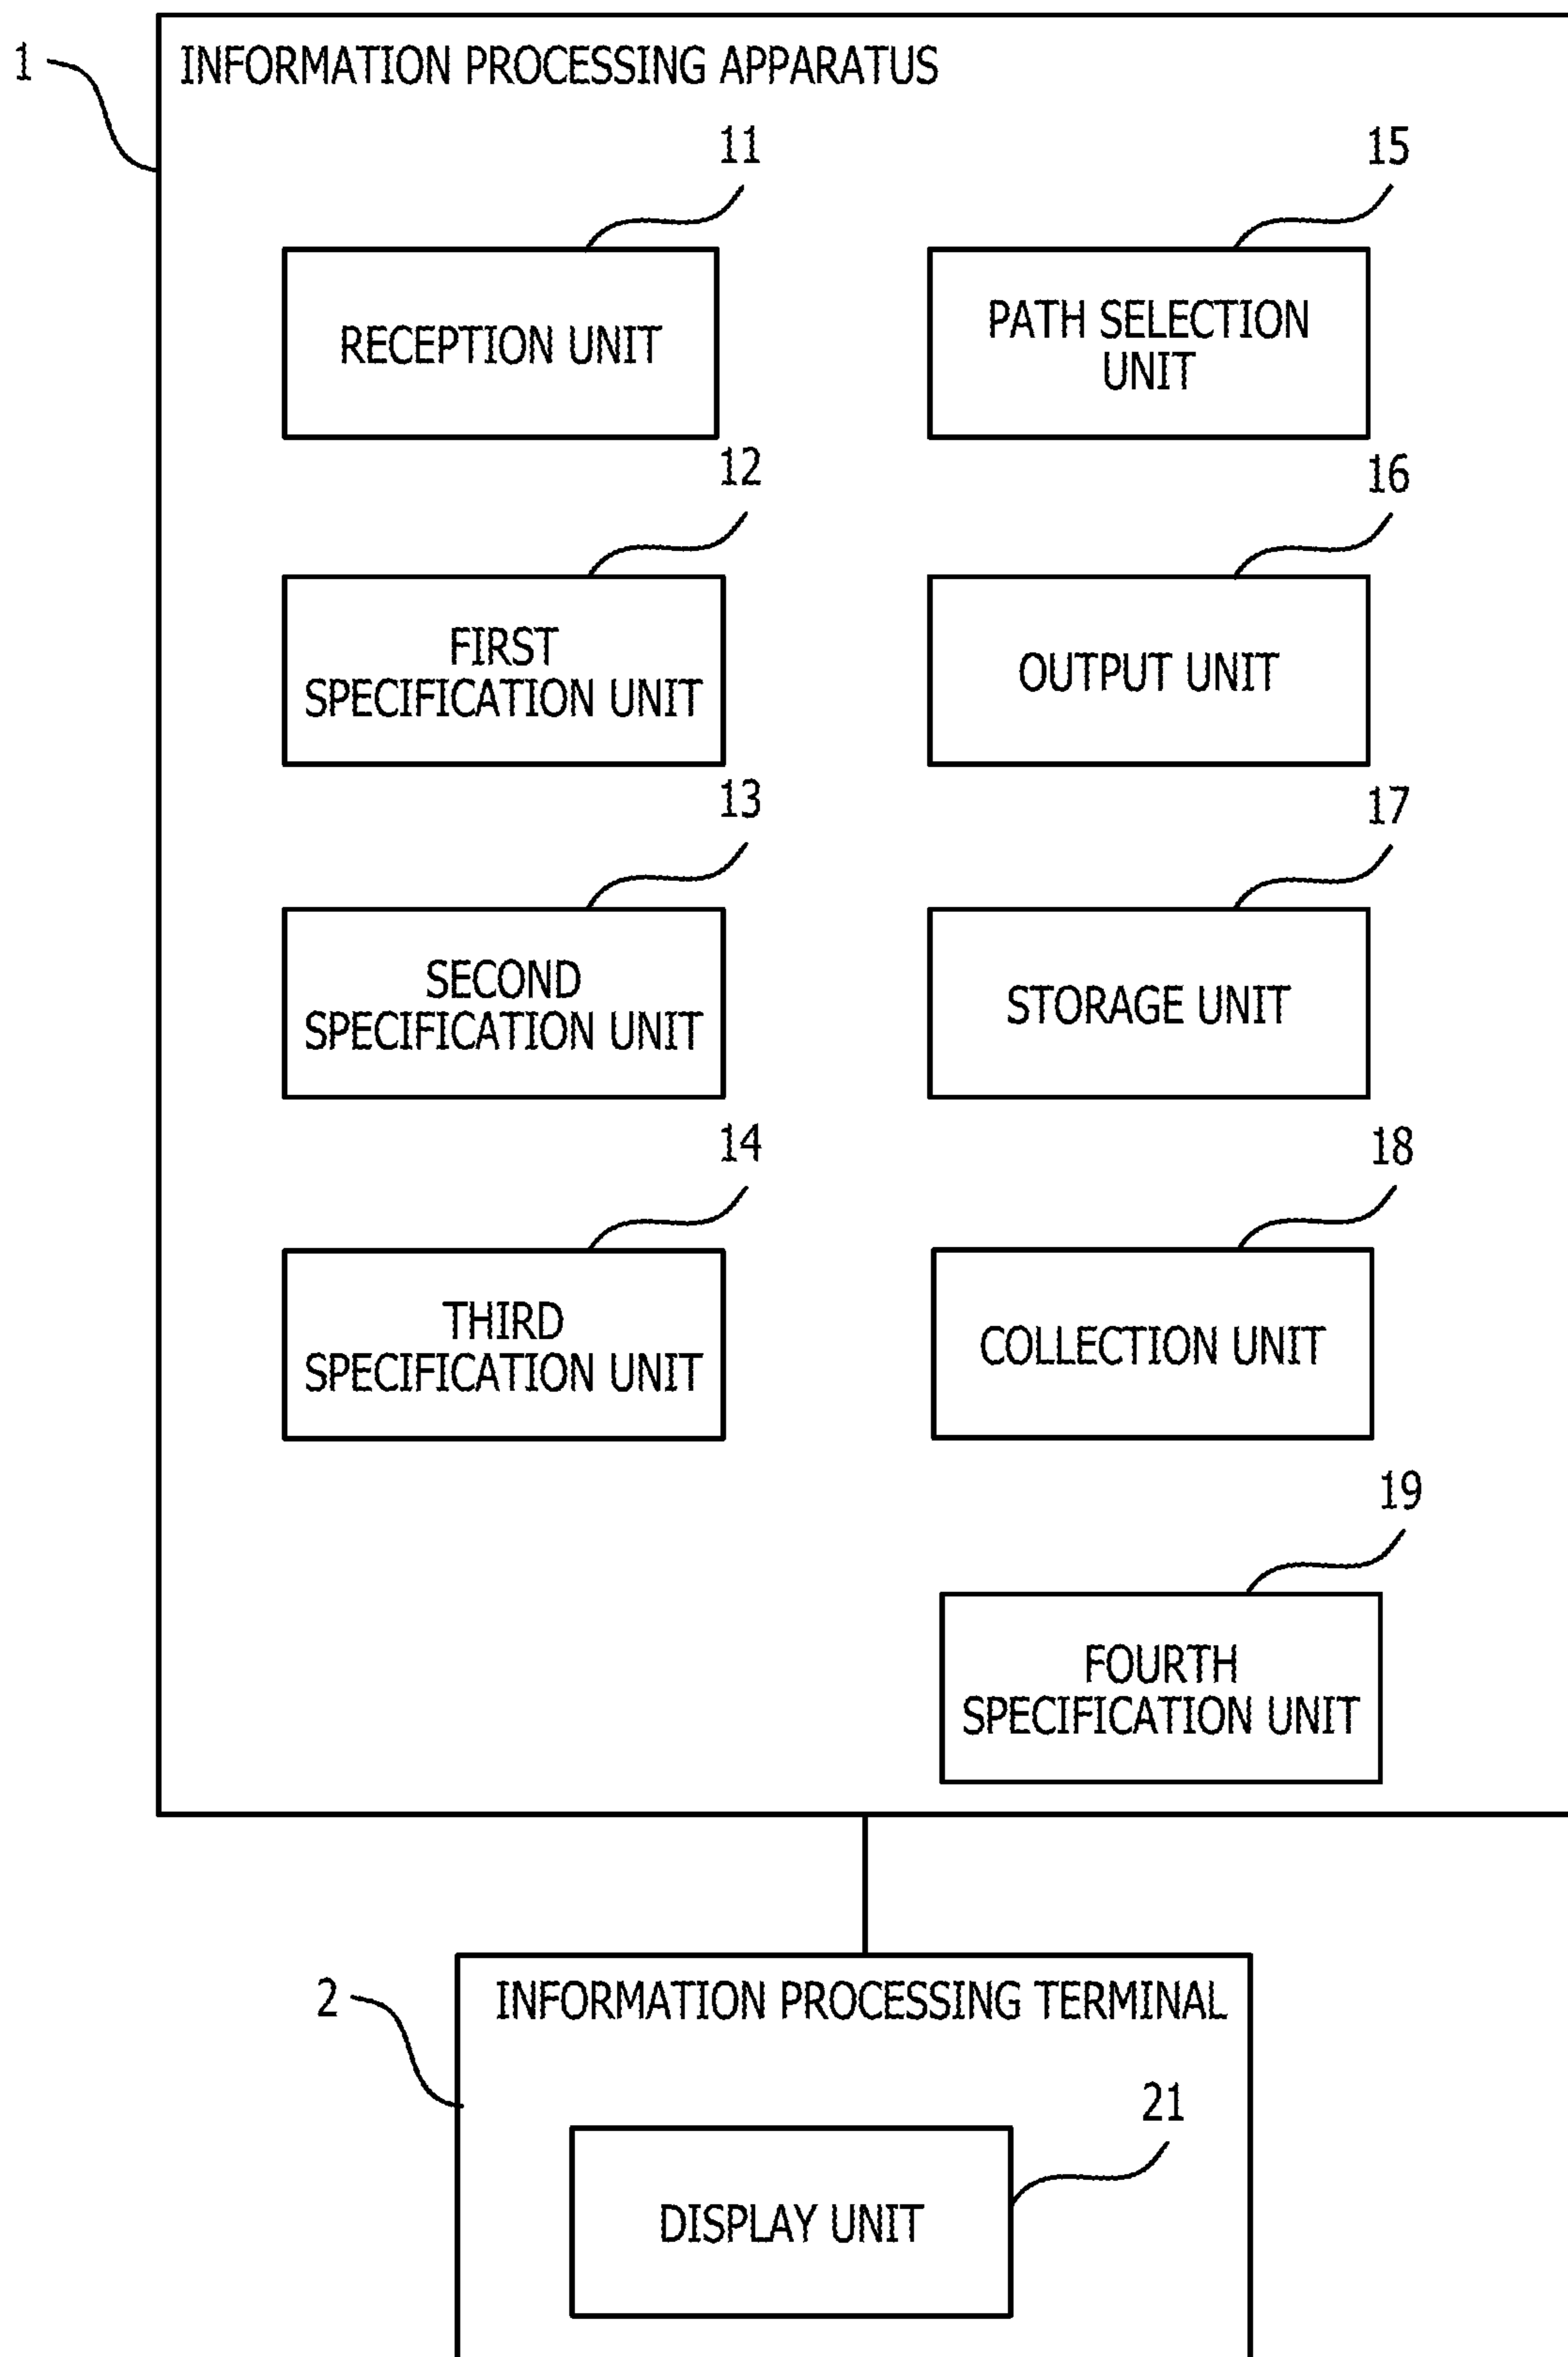 1
INFORMATION PROCESSING APPARATUS
11
RECEPTION UNIT
15
PATH SELECTION
UNIT
12
FIRST
SPECIFICATION UNIT
16
OUTPUT UNIT
13
SECOND
SPECIFICATION UNIT
17
STORAGE UNIT
14
THIRD
SPECIFICATION UNIT
18
COLLECTION UNIT
19
FOURTH
SPECIFICATION UNIT
2
INFORMATION PROCESSING TERMINAL
21
DISPLAY UNIT